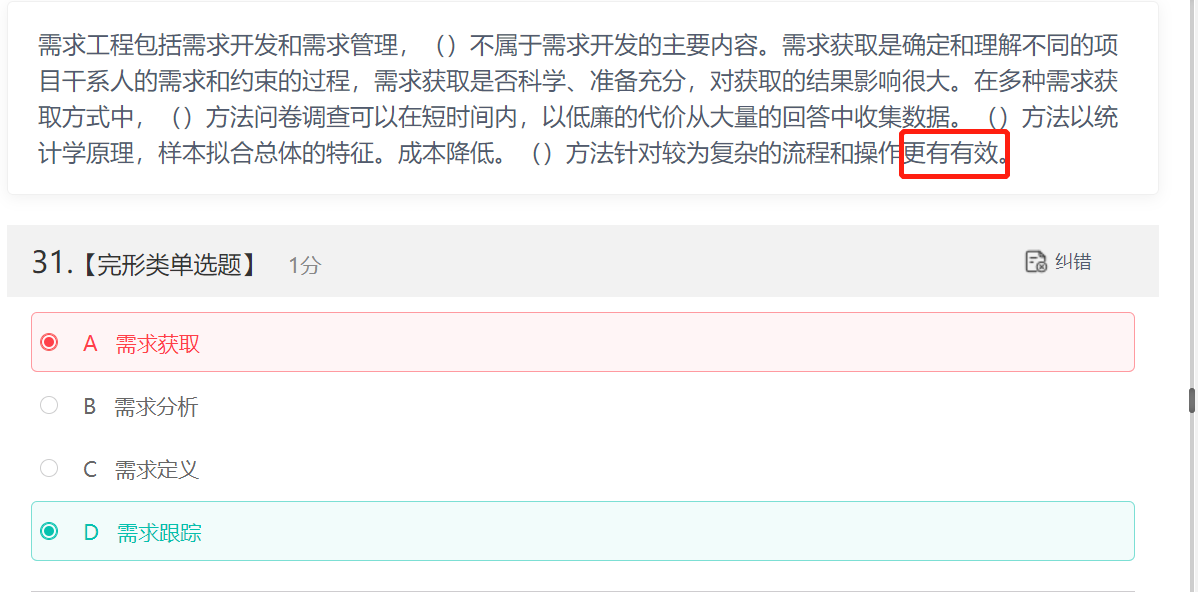 需求工程包括需求开发和需求管理，（）不属于需求开发的主要内容。需求获取是确定和理解不同的项
目干系人的需求和约束的过程，需求获取是否科学、准备充分，对获取的结果影响很大。在多种需求获
取方式中，（）方法问卷调查可以在短时间内，以低廉的代价从大量的回答中收集数据。（）方法以统
计学原理，样本拟合总体的特征。成本降低。（）方法针对较为复杂的流程和操作更有有效。
31.【完形类单选题】 1分 纠错
A 需求获取
B 需求分析
C 需求定义
D 需求跟踪